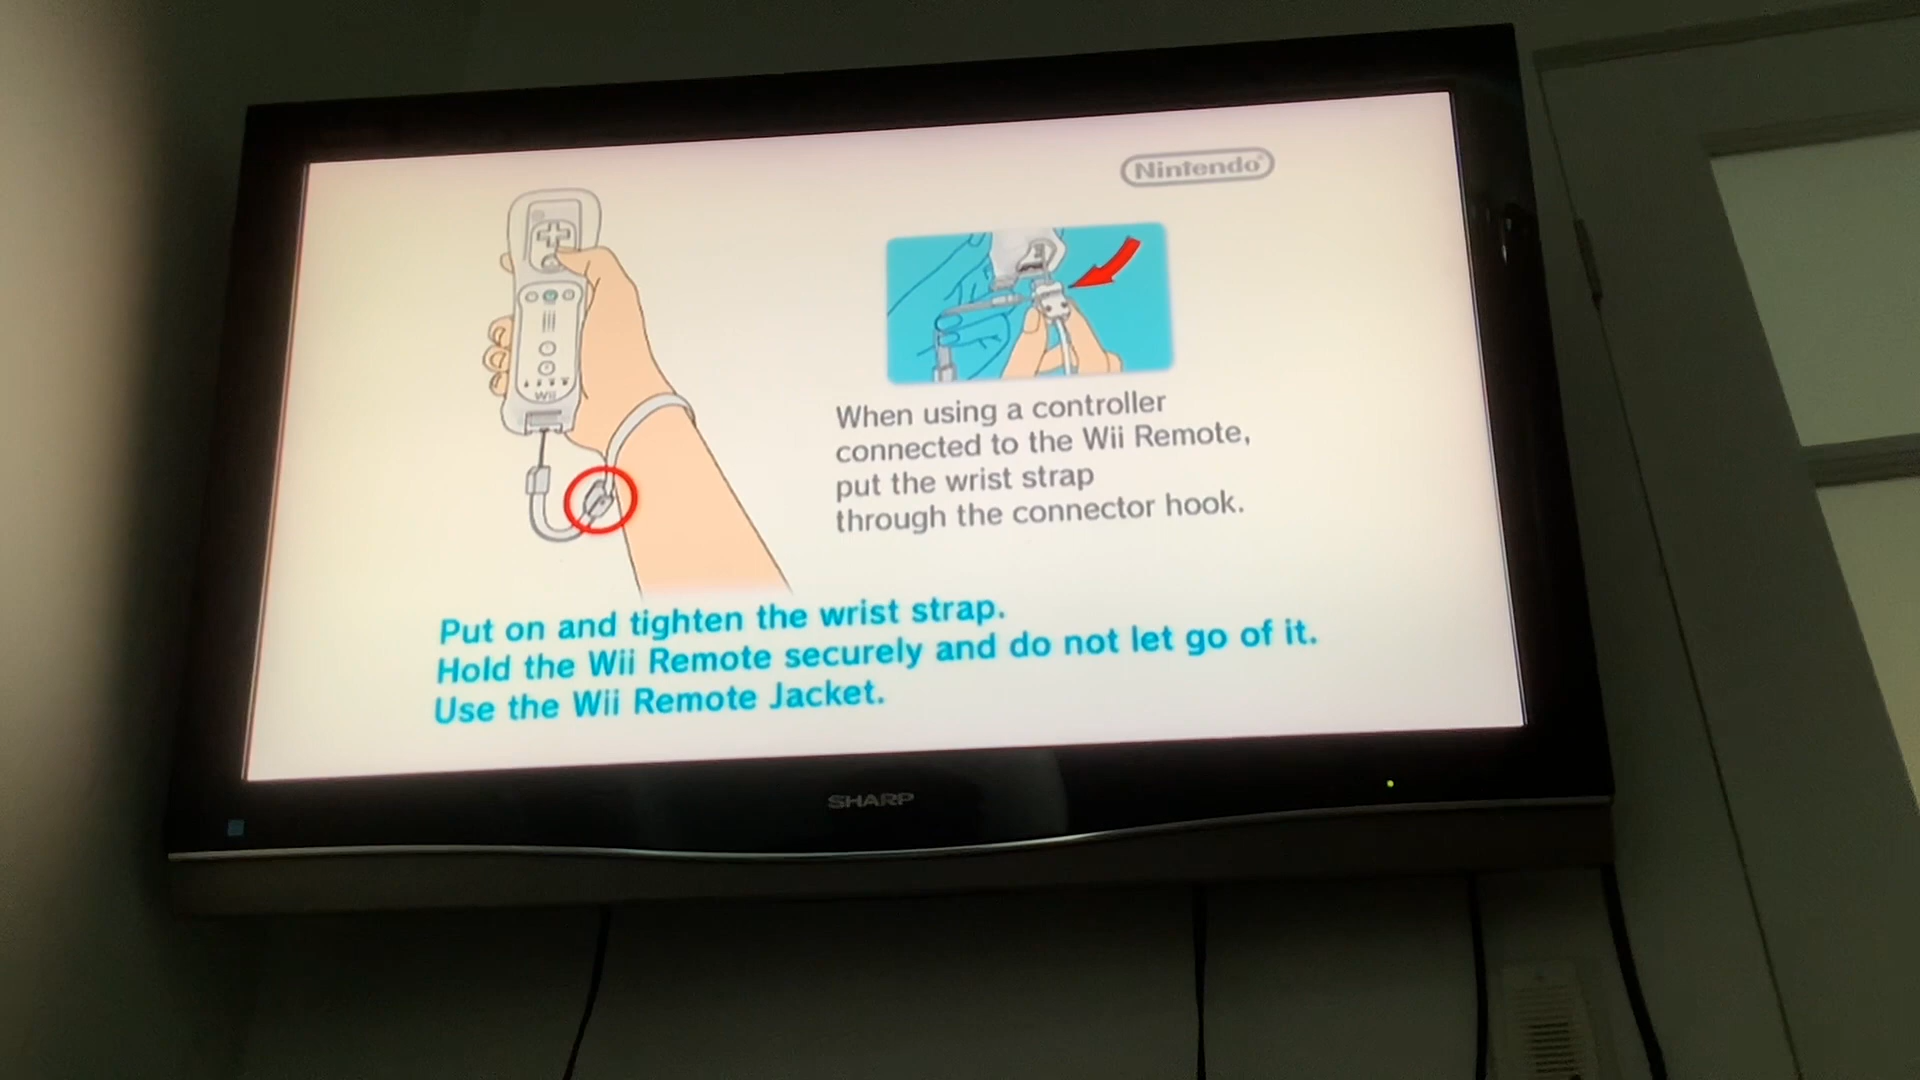 Nintendo
Wii
When using a controller
connected to the Wii Remote,
put the wrist strap
through the connector hook.
Put on and tighten the wrist strap.
Hold the Wii Remote securely and do not let go of it.
Use the Wii Remote Jacket.
SHARP